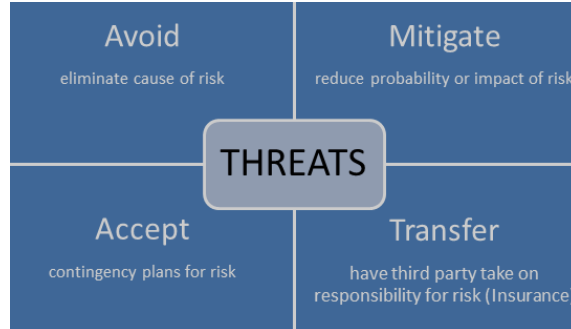 Avoid
eliminate cause of risk
Mitigate
reduce probability or impact of risk
THREATS
Accept
contingency plans for risk
Transfer
have third party take on
responsibility for risk (Insurance)